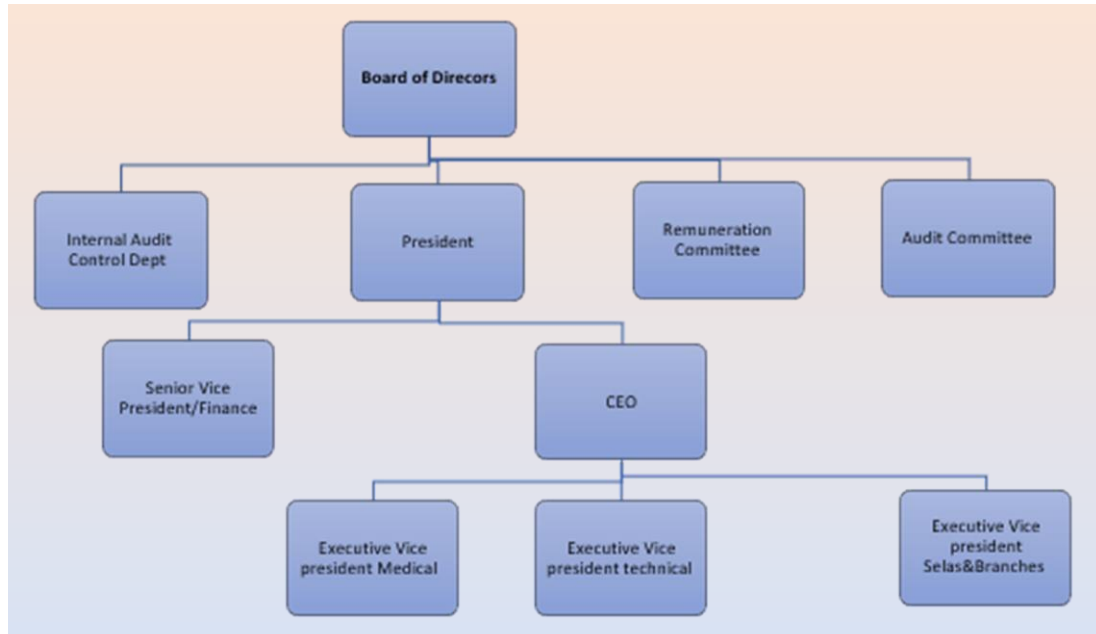 Board of Direcors
Internal Audit
Control Dept
President
Remuneration
Committee
Audit Committee
Senior Vice
President/Finance
CEO
Executive Vice
president Medical
Executive Vice
president technical
Executive Vice
president
Selas&Branches